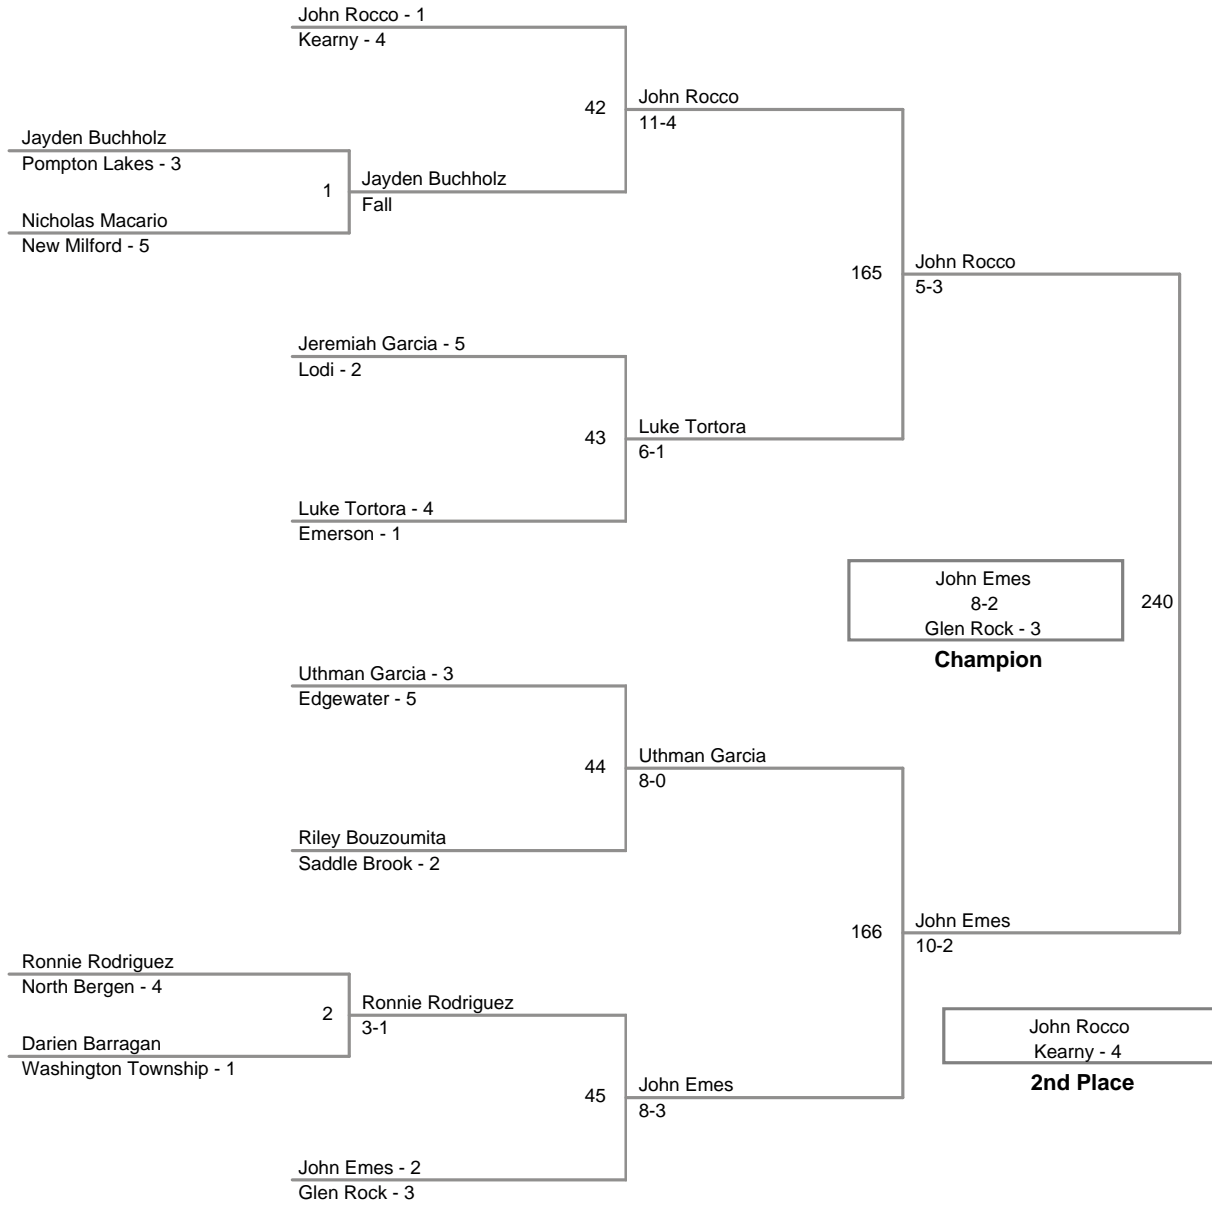 John Rocco - 1
Kearny - 4
42
John Rocco
11-4
Jayden Buchholz
Pompton Lakes - 3
1
Jayden Buchholz
Fall
Nicholas Macario
New Milford - 5
165
John Rocco
5-3
Jeremiah Garcia - 5
Lodi - 2
43
Luke Tortora
6-1
Luke Tortora - 4
Emerson - 1
John Emes
8-2
Glen Rock - 3
Champion
240
Uthman Garcia - 3
Edgewater - 5
44
Uthman Garcia
8-0
Riley Bouzoumita
Saddle Brook - 2
166
John Emes
10-2
Ronnie Rodriguez
North Bergen - 4
2
Ronnie Rodriguez
3-1
Darien Barragan
Washington Township - 1
John Rocco
Kearny - 4
2nd Place
45
John Emes
8-3
John Emes - 2
Glen Rock - 3